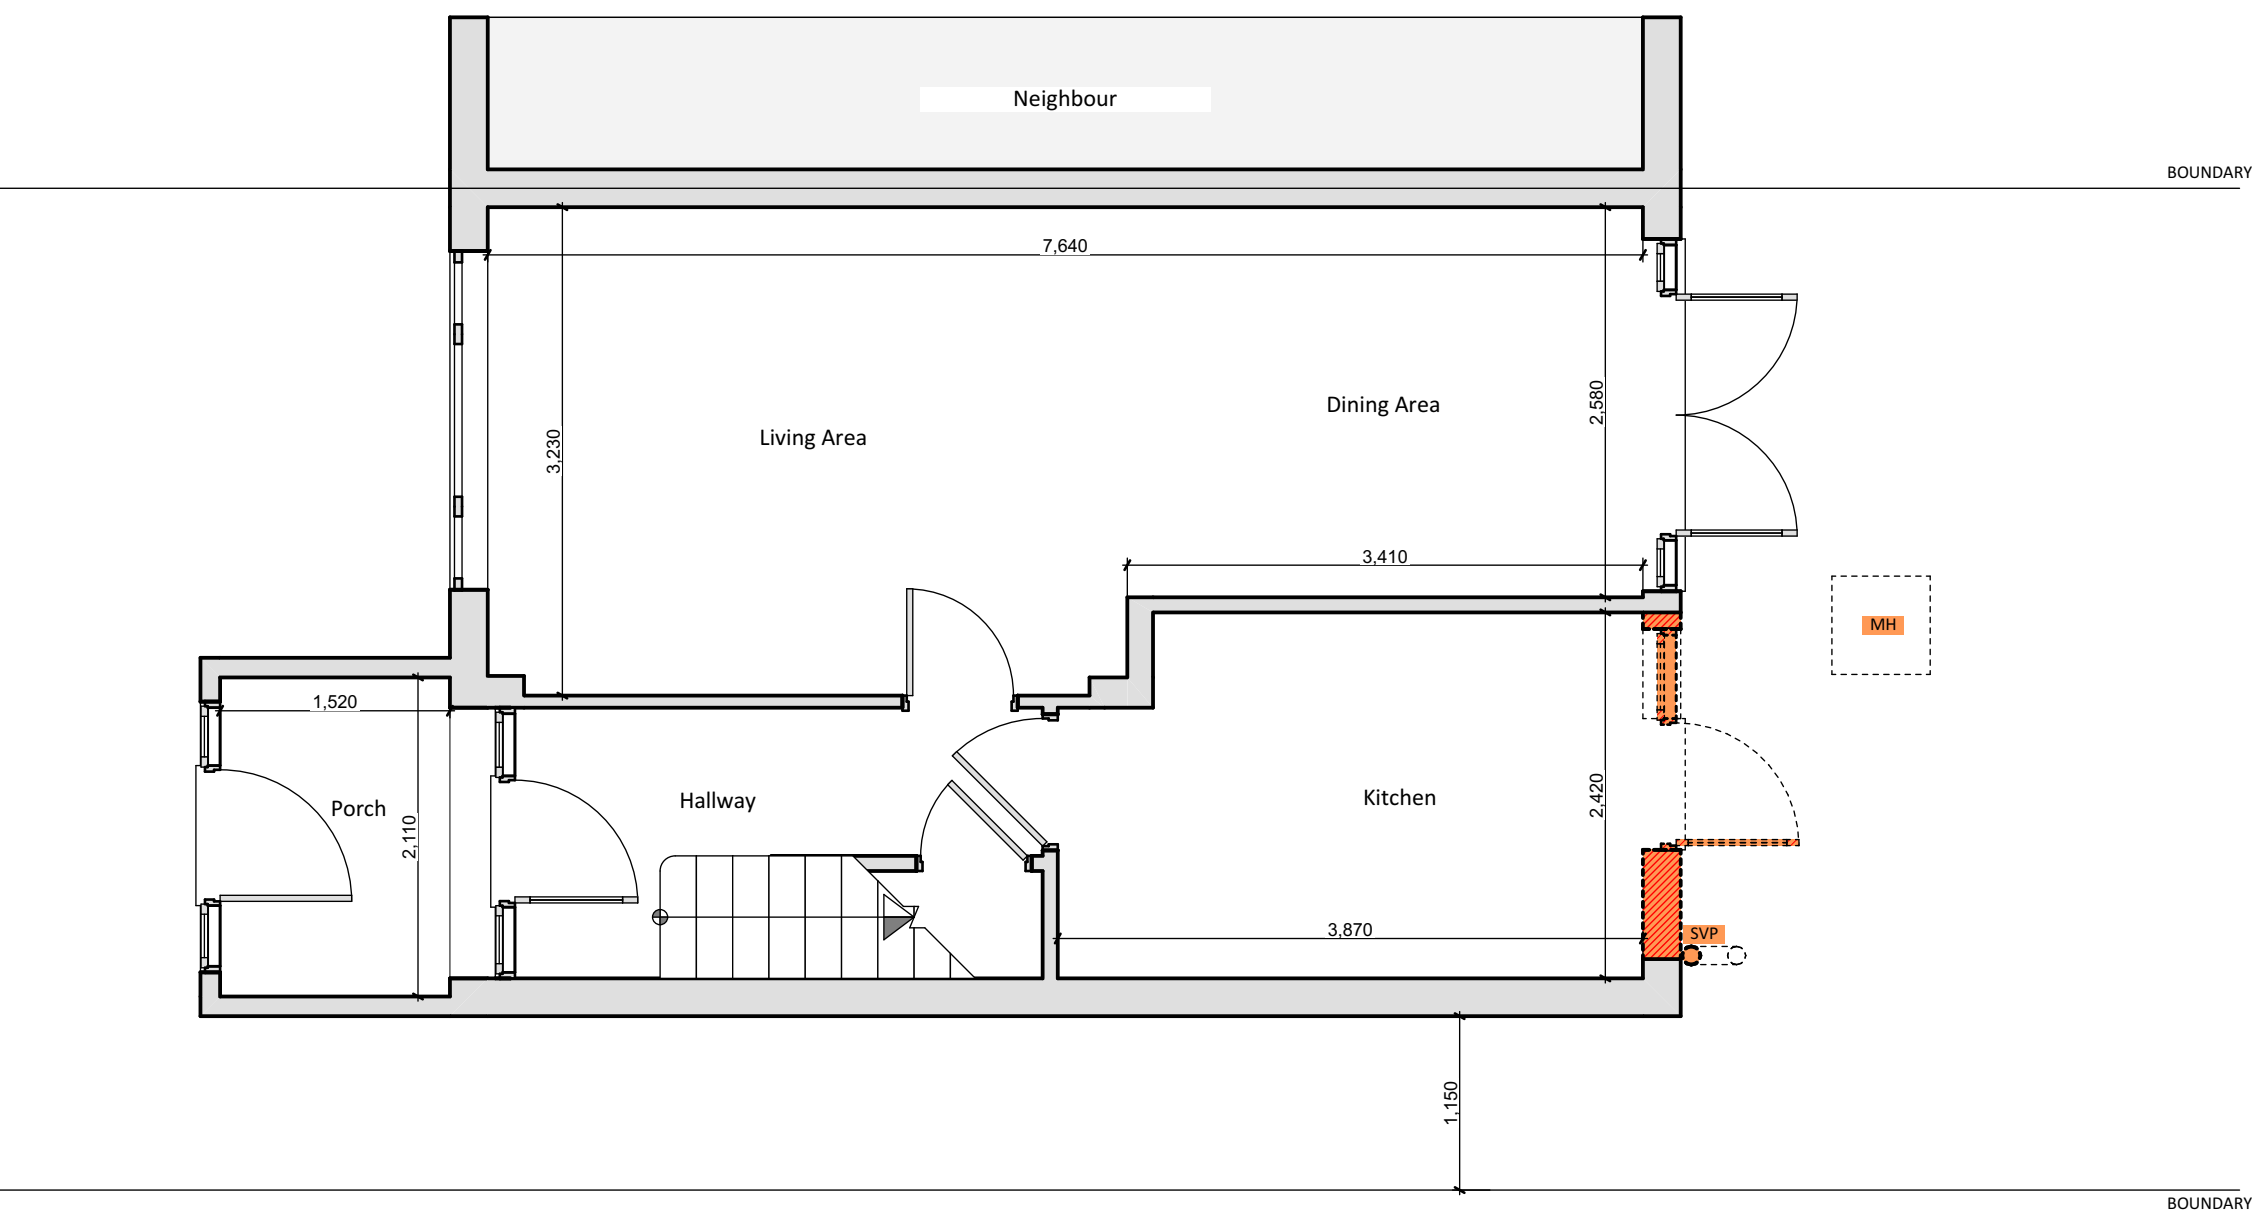 Neighbour
BOUNDARY
7,640
Dining Area
2,580
Living Area
3,230
3,410
MH
1,520
Porch
2,110
Hallway
Kitchen
2,420
3,870
SVP
1,150
BOUNDARY